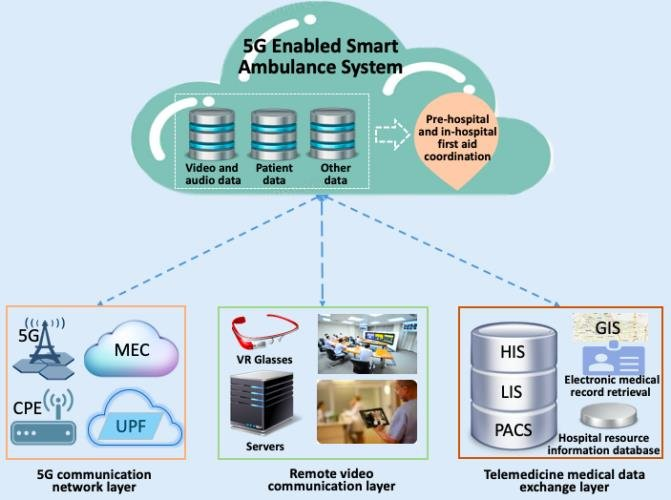 5G Enabled Smart
Ambulance System
Pre-hospital
and in-hospital
first aid
coordination
Video and
audio data
Patient
data
Other
data
5G
MEC
CPE
UPF
5G communication
network layer
VR Glasses
Servers
Remote video
communication layer
HIS
LIS
PACS
GIS
Electronic medical
record retrieval
Hospital resource
information database
Telemedicine medical data
exchange layer